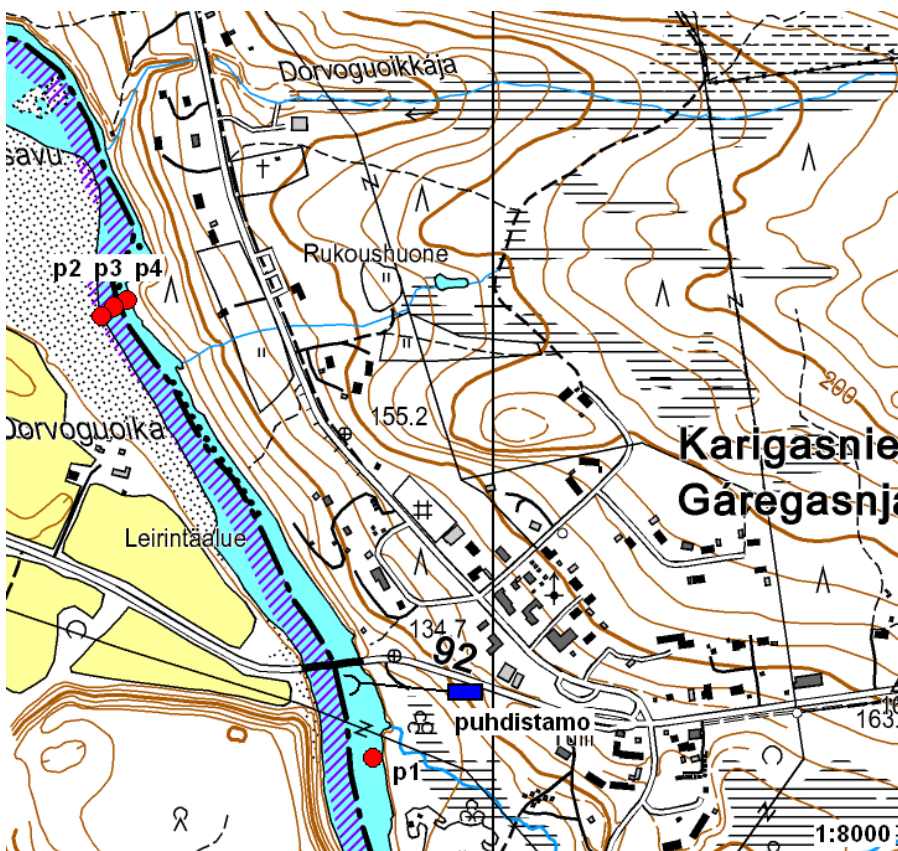 Dorvoguoikkája
savu
Rukoushuone
p2 p3 p4
200
155.2
Dorvoguoika
Karigasnie
Gáregasnja
Leirintäalue
134.7
92
puhdistamo
163.
p1
1:8000